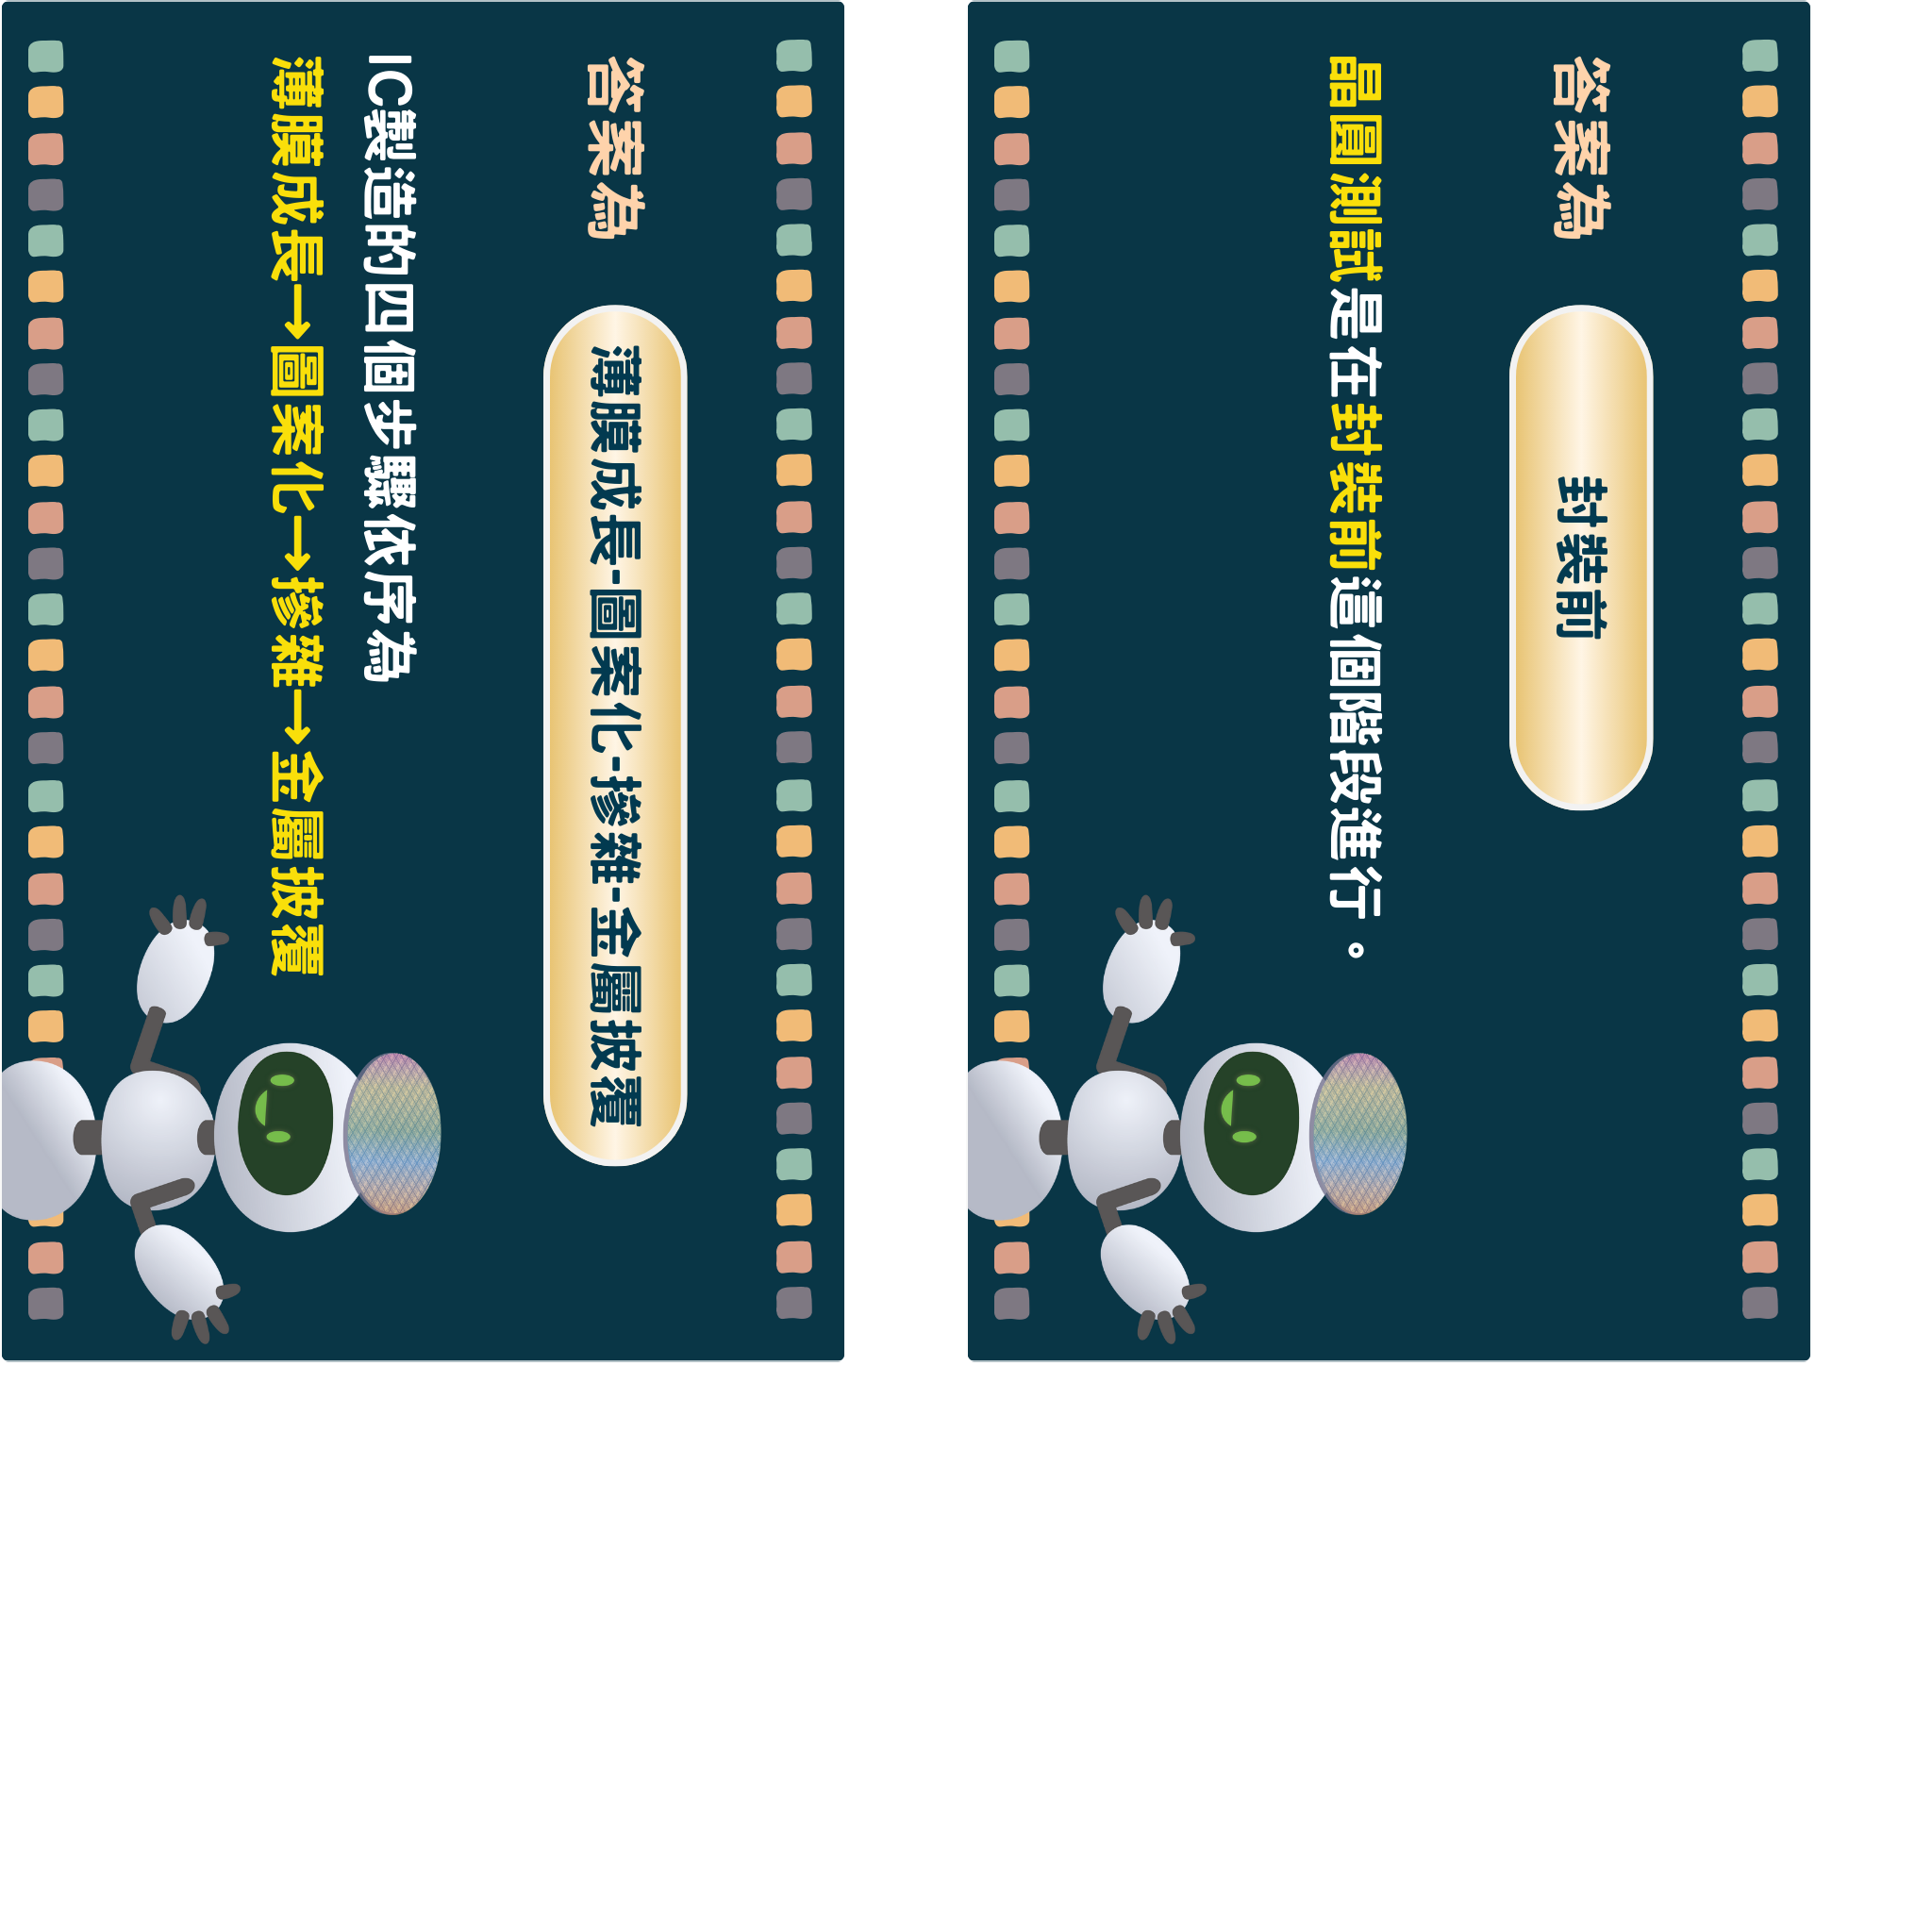 答案為
薄膜成長-圖案化-摻雜-金屬披覆
IC製造的四個步驟依序為
薄膜成長→圖案化→摻雜→金屬披覆
答案為
封裝前
晶圓測試是在封裝前這個階段進行。